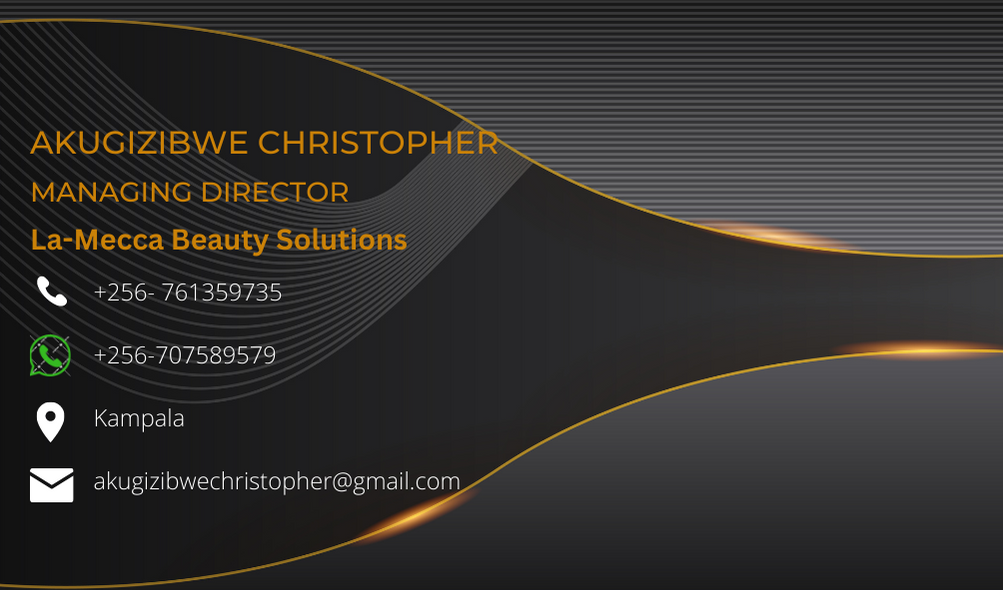 AKUGIZIBWE CHRISTOPHER
MANAGING DIRECTOR
La-Mecca Beauty Solutions
+256- 761359735
+256-707589579
Kampala
akugizibwechristopher@gmail.com